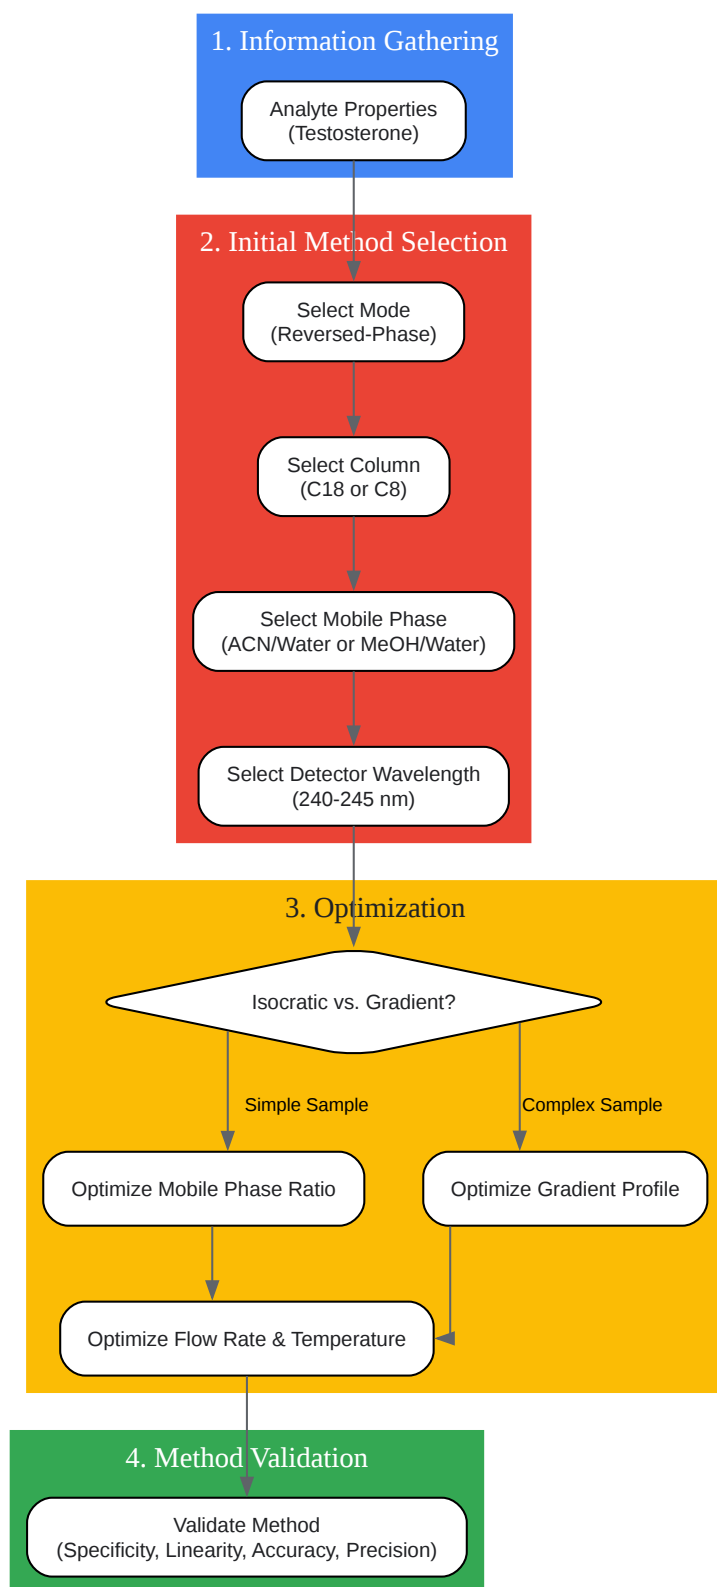 1. Information Gathering
Analyte Properties
(Testosterone)
2. Initial Method Selection
Select Mode
(Reversed-Phase)
Select Column
(C18 or C8)
Select Mobile Phase
(ACN/Water or MeOH/Water)
Select Detector Wavelength
(240-245 nm)
3. Optimization
Isocratic vs. Gradient?
Simple Sample
Complex Sample
Optimize Mobile Phase Ratio
Optimize Gradient Profile
Optimize Flow Rate & Temperature
4. Method Validation
Validate Method
(Specificity, Linearity, Accuracy, Precision)